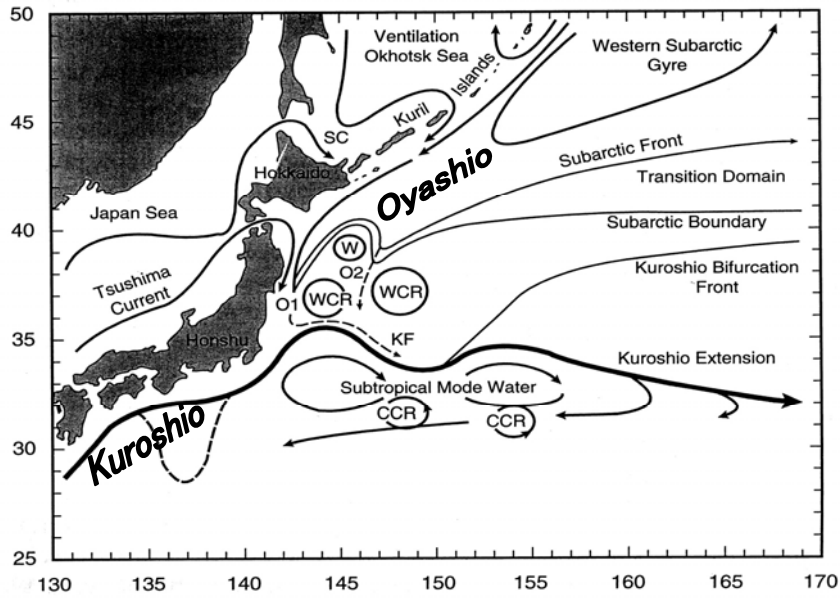 50
45
40
35
30
25
130
135
140
145
150
155
160
165
170
Ventilation
Okhotsk Sea
Islands
Kuril
Western Subarctic
Gyre
SC
Hokkaido
Oyashio
Subarctic Front
Transition Domain
Japan Sea
Subarctic Boundary
W
O2
Tsushima
Current
O1
WCR
WCR
Kuroshio Bifurcation
Front
Honshu
KF
Kuroshio Extension
Subtropical Mode Water
CCR
CCR
Kuroshio